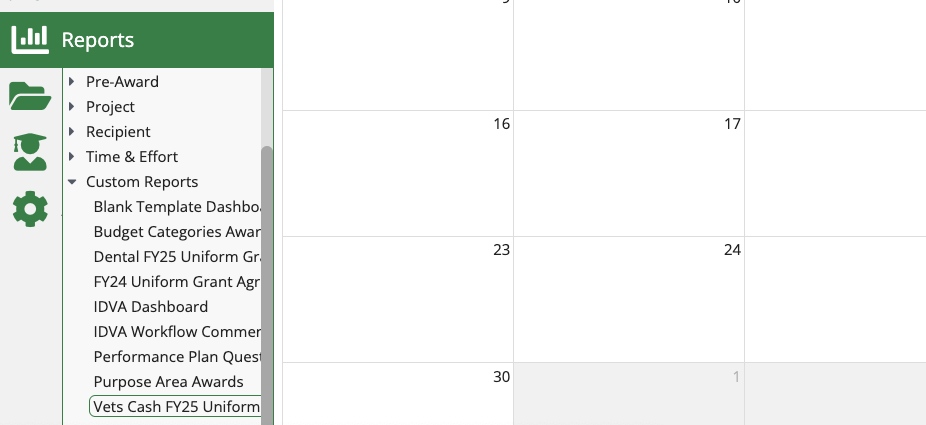 Reports
Pre-Award
Project
Recipient
Time & Effort
Custom Reports
Blank Template Dashbo
Budget Categories Awar
Dental FY25 Uniform Gr
FY24 Uniform Grant Agr
IDVA Dashboard
IDVA Workflow Commer
Performance Plan Quest
Purpose Area Awards
Vets Cash FY25 Uniform
9
10
16
17
23
24
30
1